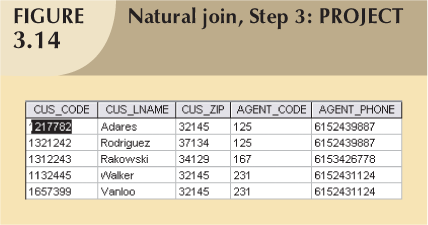 FIGURE 3.14
Natural join, Step 3: PROJECT
CUS_CODE CUS_LNAME CUS_ZIP AGENT_CODE AGENT_PHONE
1217782 Adares 32145 125 6152439887
1321242 Rodriguez 37134 125 6152439887
1312243 Rakowski 34129 167 6153426778
1132445 Walker 32145 231 6152431124
1657399 Vanloo 32145 231 6152431124